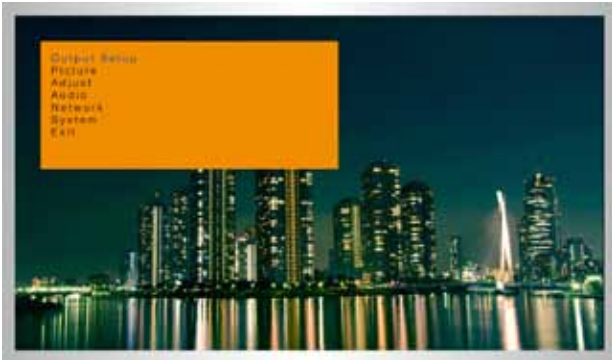 Output Setup
Picture
Adjust
Audio
Network
System
Exit